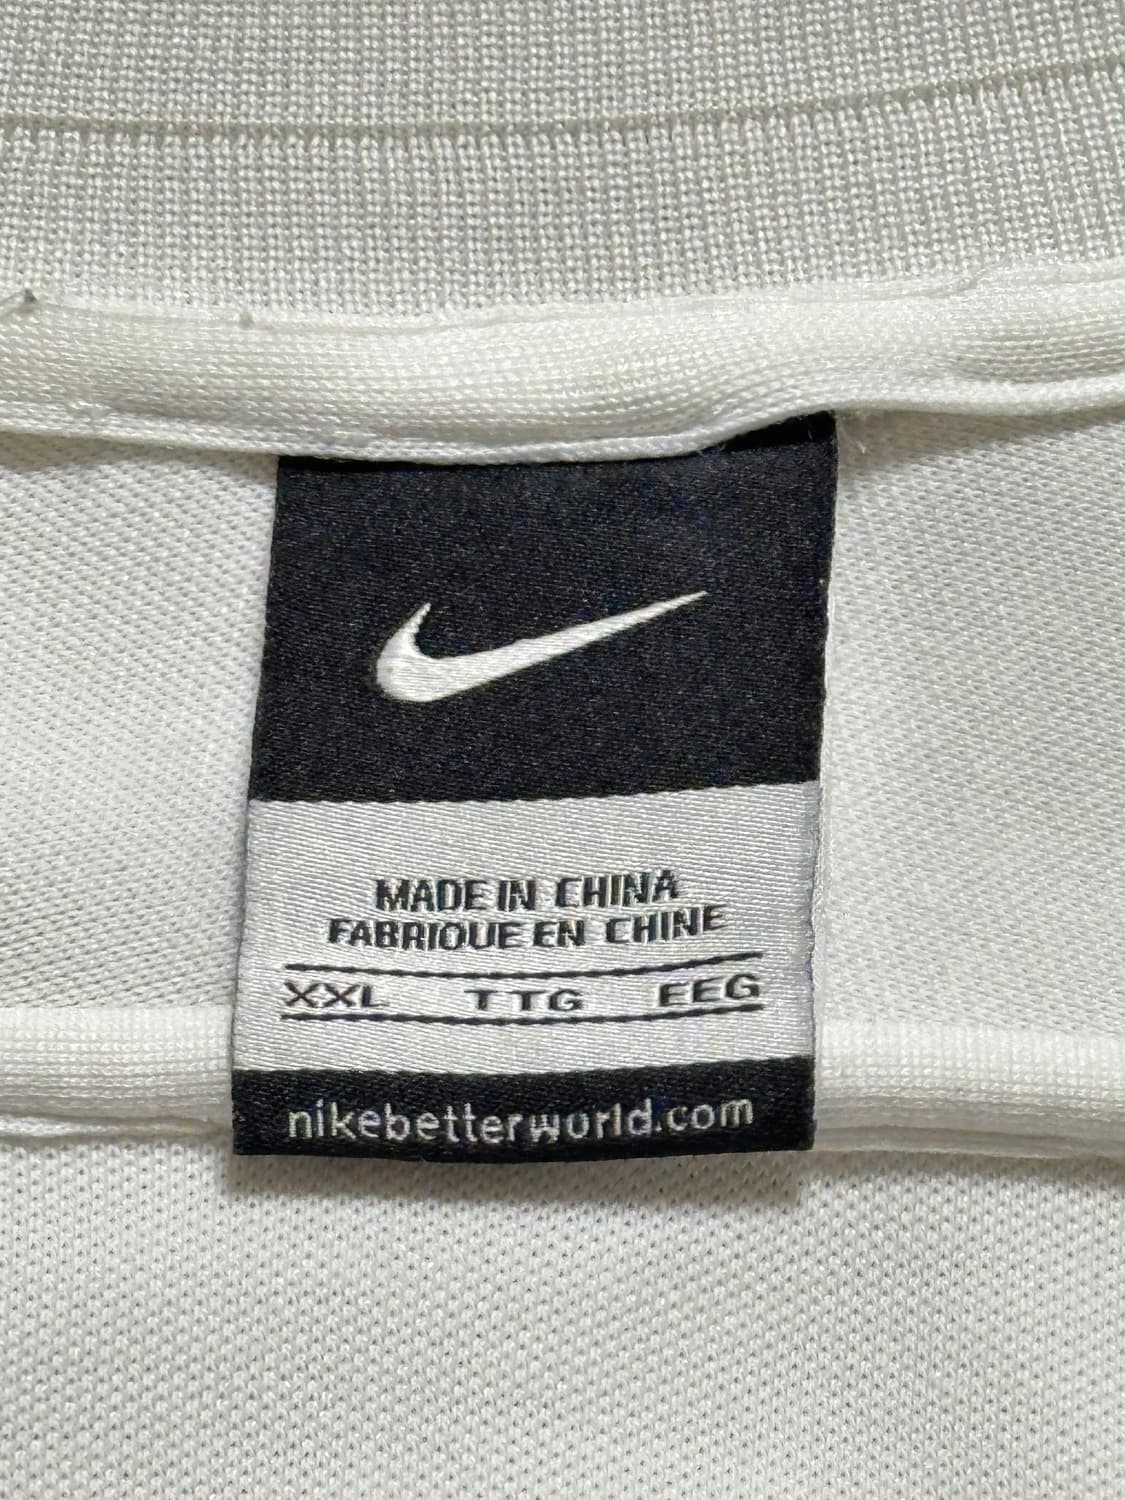 MADE IN CHINA
FABRIQUE EN CHINE
XXL TTG EEG
nikebetterworld.com